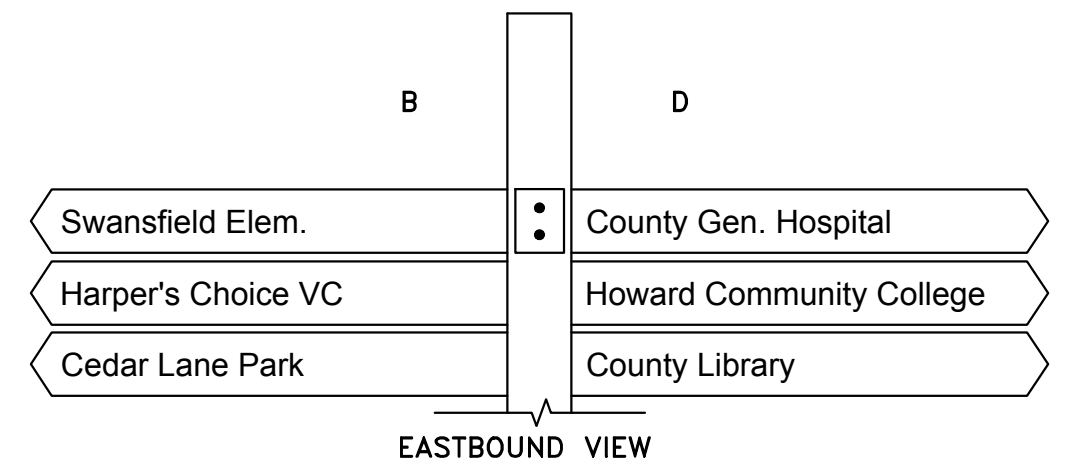 B D
Swansfield Elem. County Gen. Hospital
Harper's Choice VC Howard Community College
Cedar Lane Park County Library
EASTBOUND VIEW